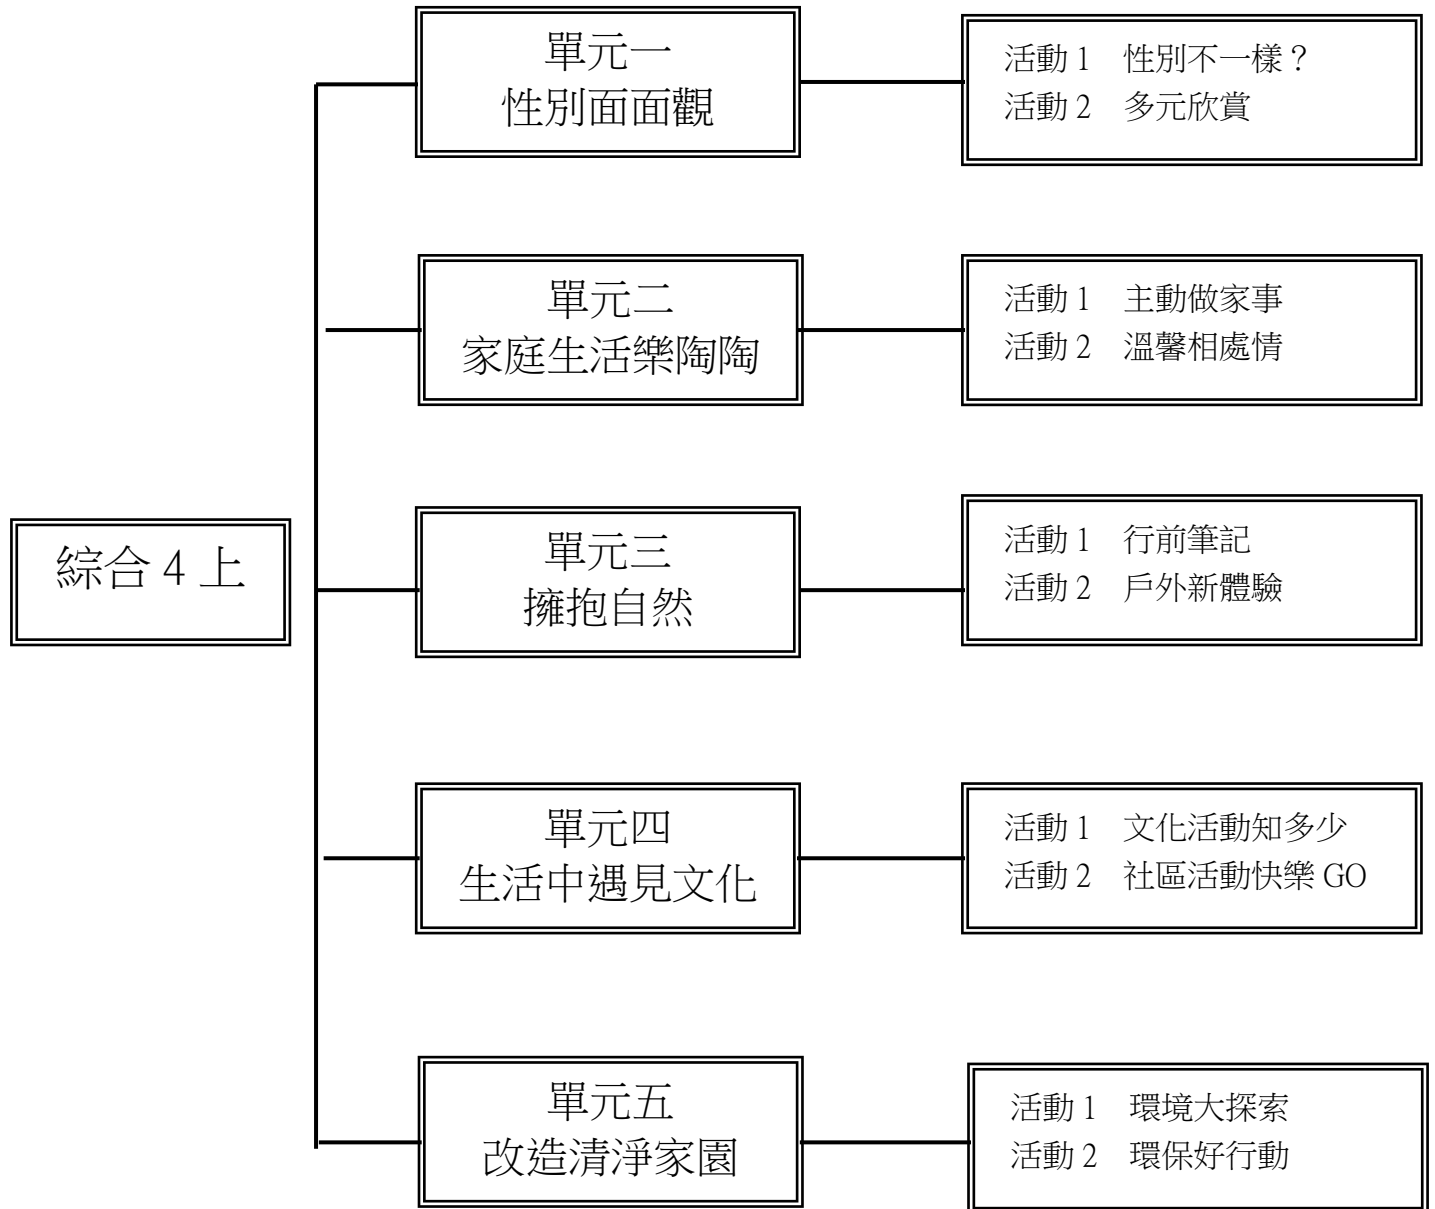 單元一
性別面面觀
活動 1　性別不一樣？
活動 2　多元欣賞
單元二
家庭生活樂陶陶
活動 1　主動做家事
活動 2　溫馨相處情
綜合 4 上
單元三
擁抱自然
活動 1　行前筆記
活動 2　戶外新體驗
單元四
生活中遇見文化
活動 1　文化活動知多少
活動 2　社區活動快樂 GO
單元五
改造清淨家園
活動 1　環境大探索
活動 2　環保好行動